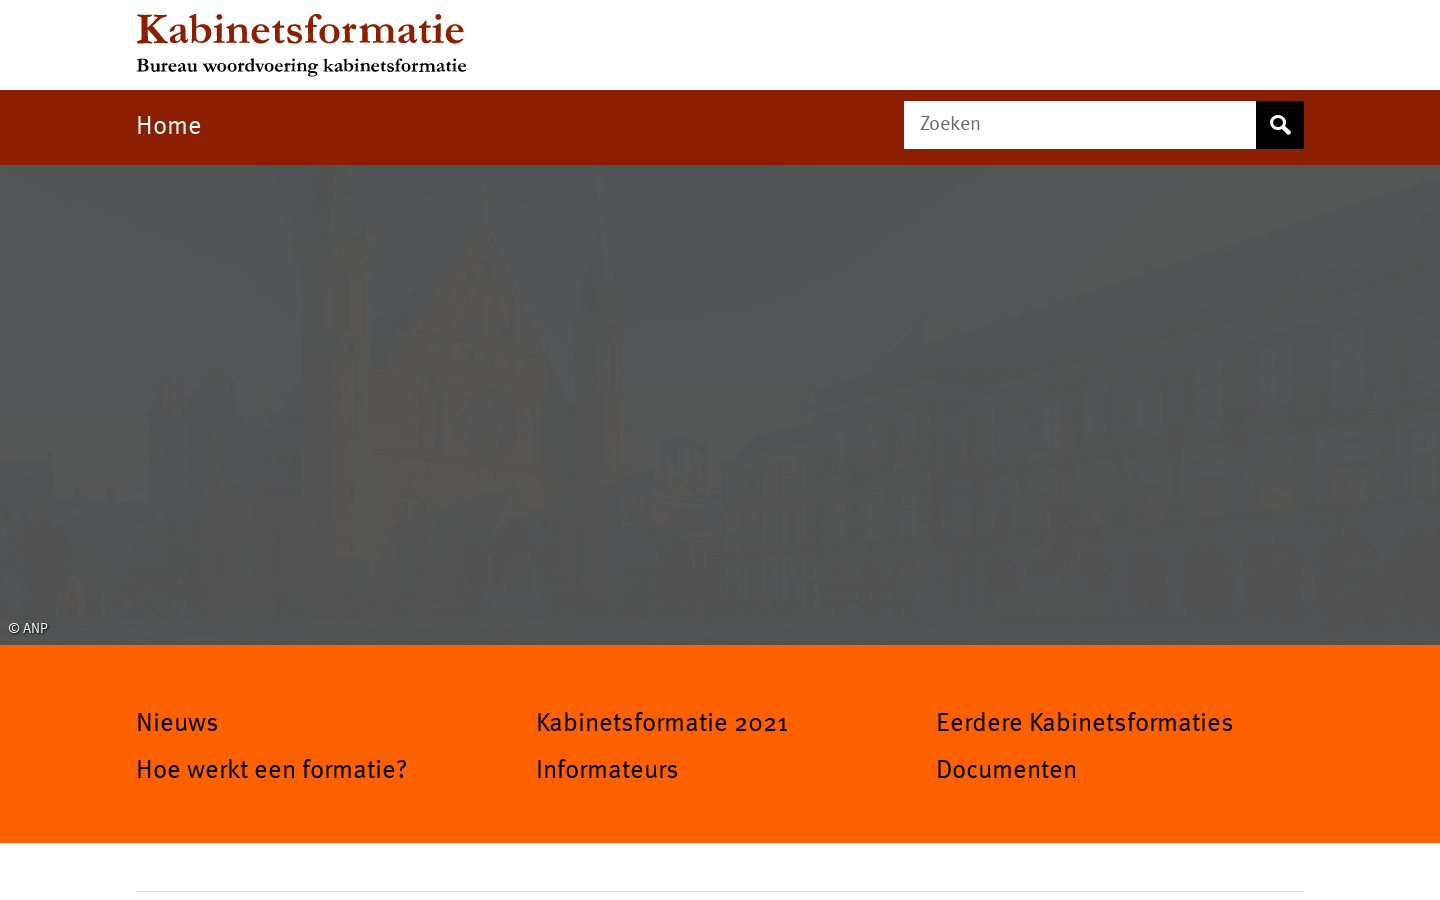 Kabinetsformatie
Bureau woordvoering kabinetsformatie
Home
Zoeken
© ANP
Nieuws
Kabinetsformatie 2021
Eerdere Kabinetsformaties
Hoe werkt een formatie?
Informateurs
Documenten